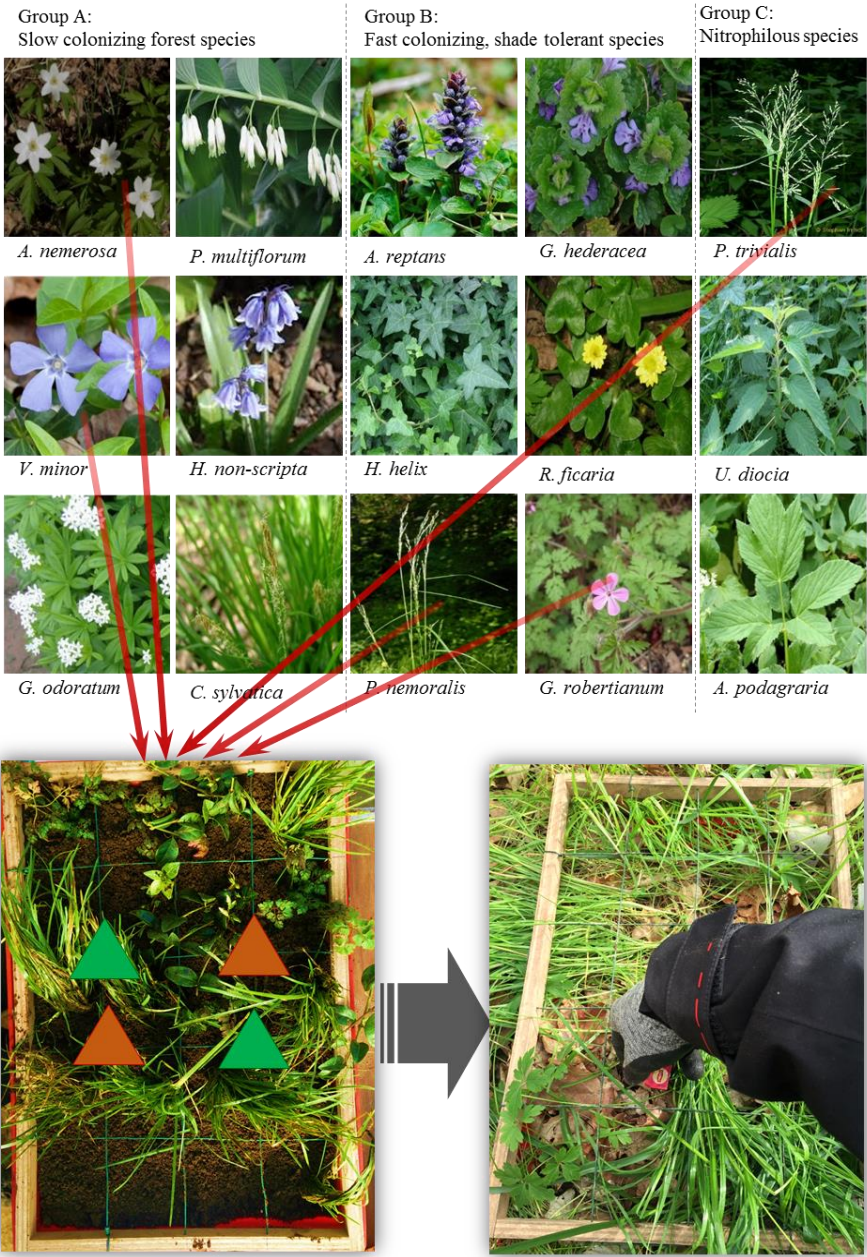 Group A:
Slow colonizing forest species
Group B:
Fast colonizing, shade tolerant species
Group C:
Nitrophilous species
A. nemerosa
P. multiflorum
A. reptans
G. hederacea
P. trivialis
V. minor
H. non-scripta
H. helix
R. ficaria
U. diocia
G. odoratum
C. sylvatica
P. nemoralis
G. robertianum
A. podagraria